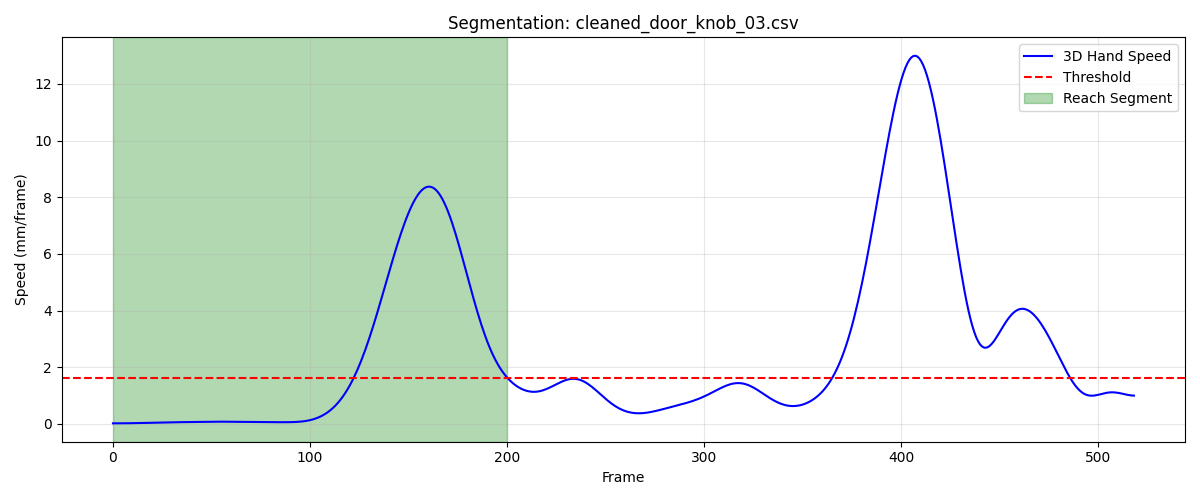 Segmentation: cleaned_door_knob_03.csv
3D Hand Speed
Threshold
Reach Segment
Speed (mm/frame)
12
10
8
6
4
2
0
0 100 200 300 400 500
Frame